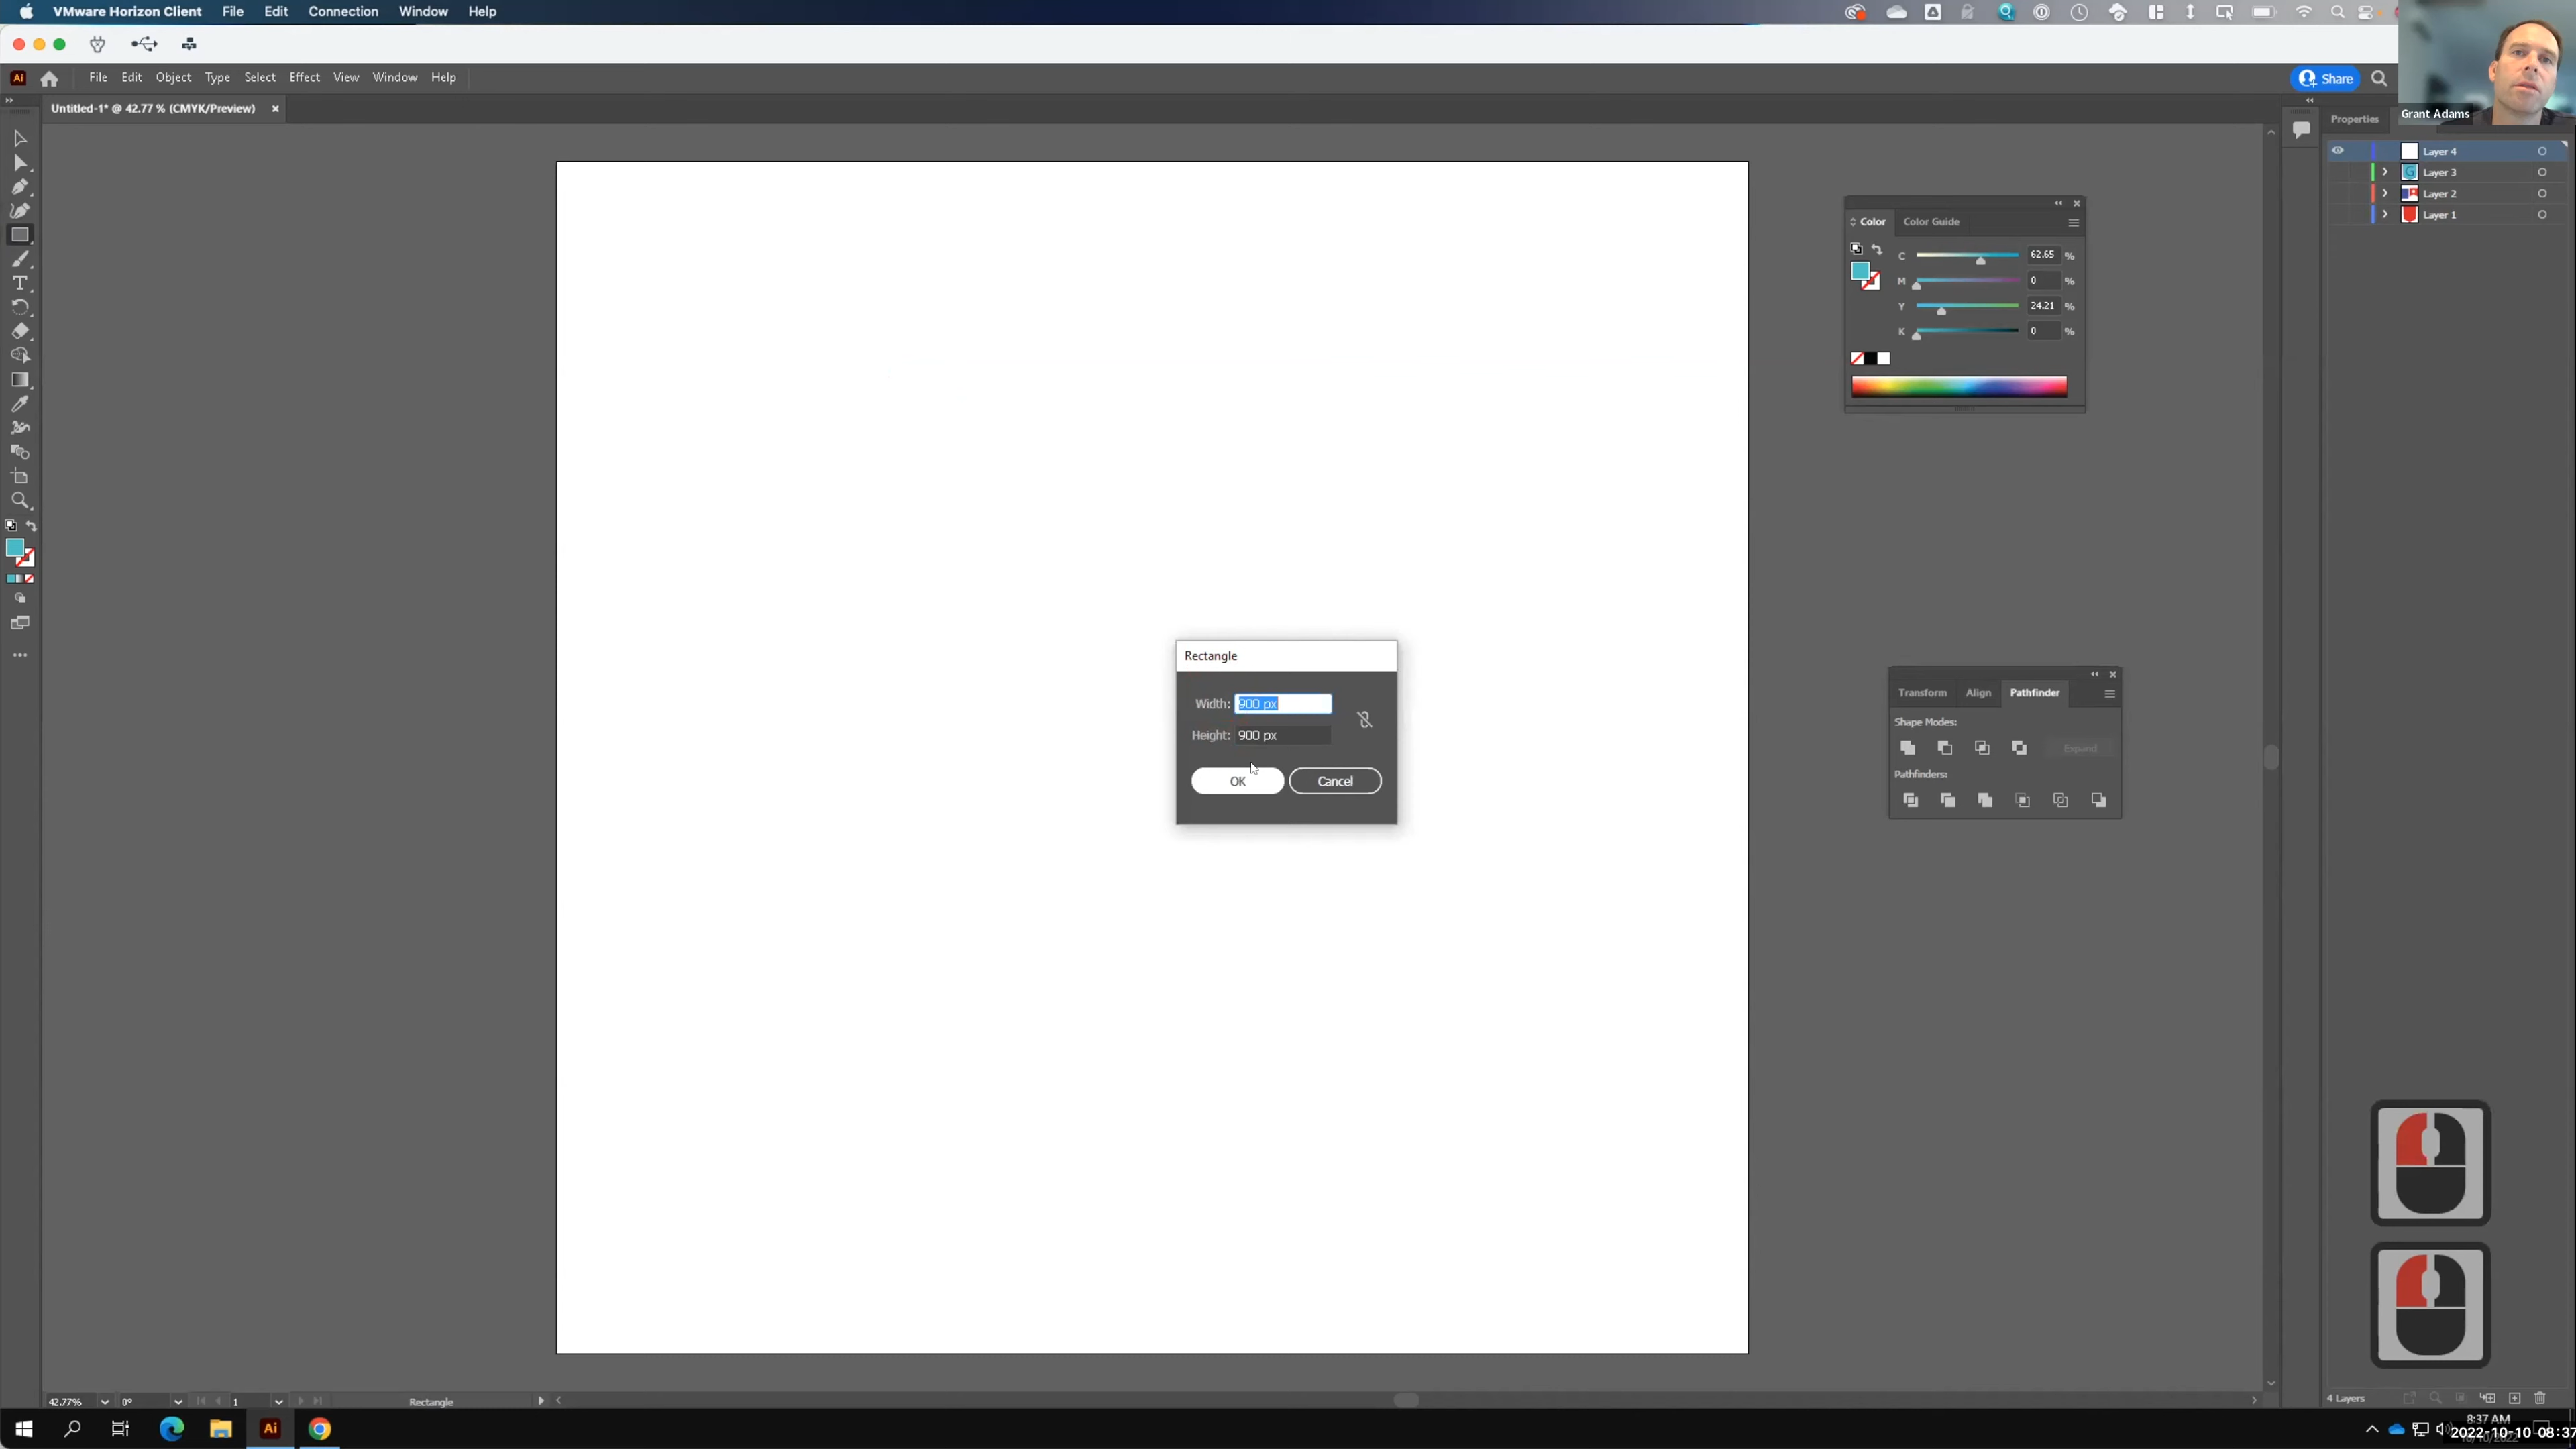 VMware Horizon Client File Edit Connection Window Help
Ai File Edit Object Type Select Effect View Window Help
Share
Grant Adams
Untitled-1* @ 42.77 % (CMYK/Preview)
Properties
Layer 4
Layer 3
Layer 2
Layer 1
Color Color Guide
C 62.65 %
M 0 %
Y 24.21 %
K 0 %
Rectangle
Width: 900 px
Height: 900 px
OK Cancel
Transform Align Pathfinder
Shape Modes:
Expand
Pathfinders:
42.77% 0° 1 Rectangle
4 Layers
Ai
8:37 AM
2022-10-10 08:37